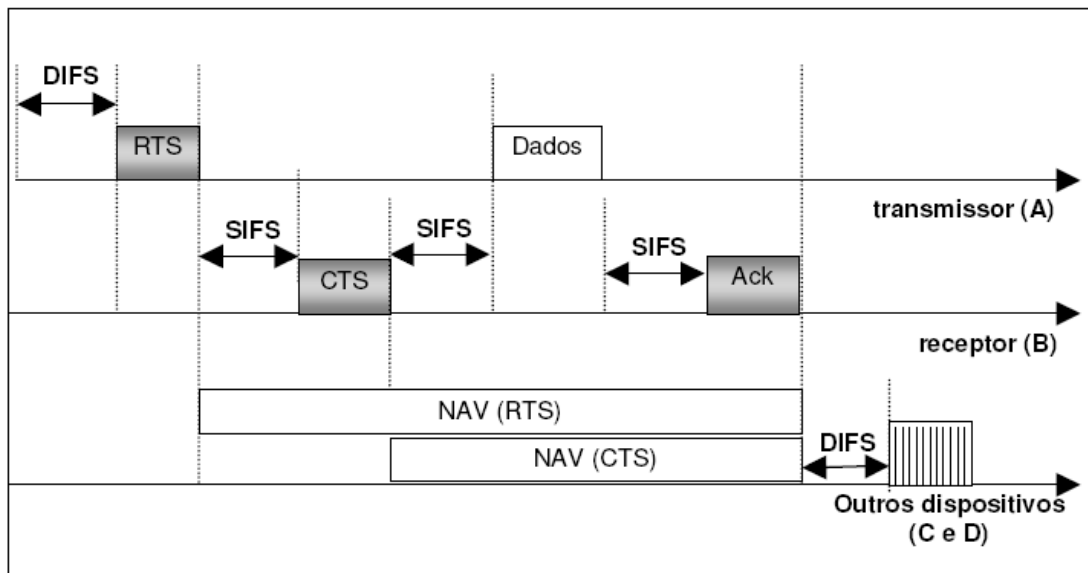 DIFS
RTS
Dados
transmissor (A)
SIFS
SIFS
SIFS
CTS
Ack
receptor (B)
NAV (RTS)
NAV (CTS)
DIFS
Outros dispositivos
(C e D)